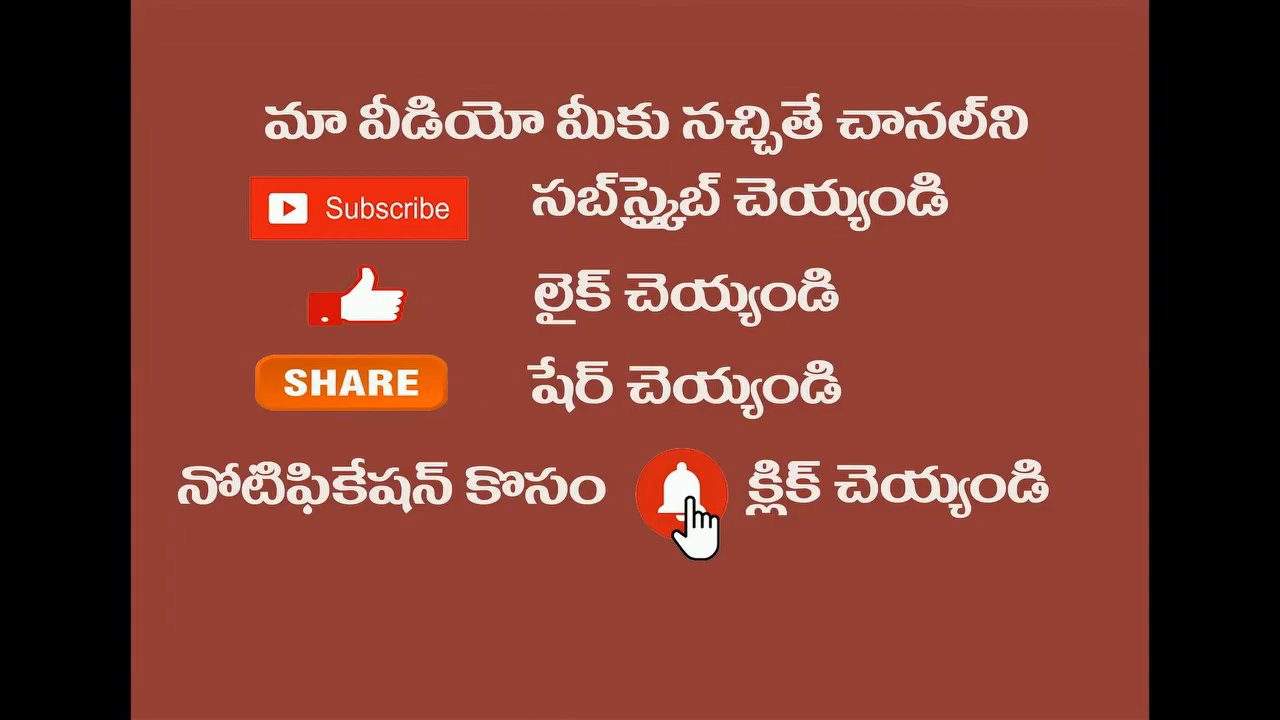 మా వీడియో మీకు నచ్చితే చానల్‌ని
Subscribe సబ్‌స్క్రైబ్ చెయ్యండి
లైక్ చెయ్యండి
SHARE షేర్ చెయ్యండి
నోటిఫికేషన్ కొసం క్లిక్ చెయ్యండి